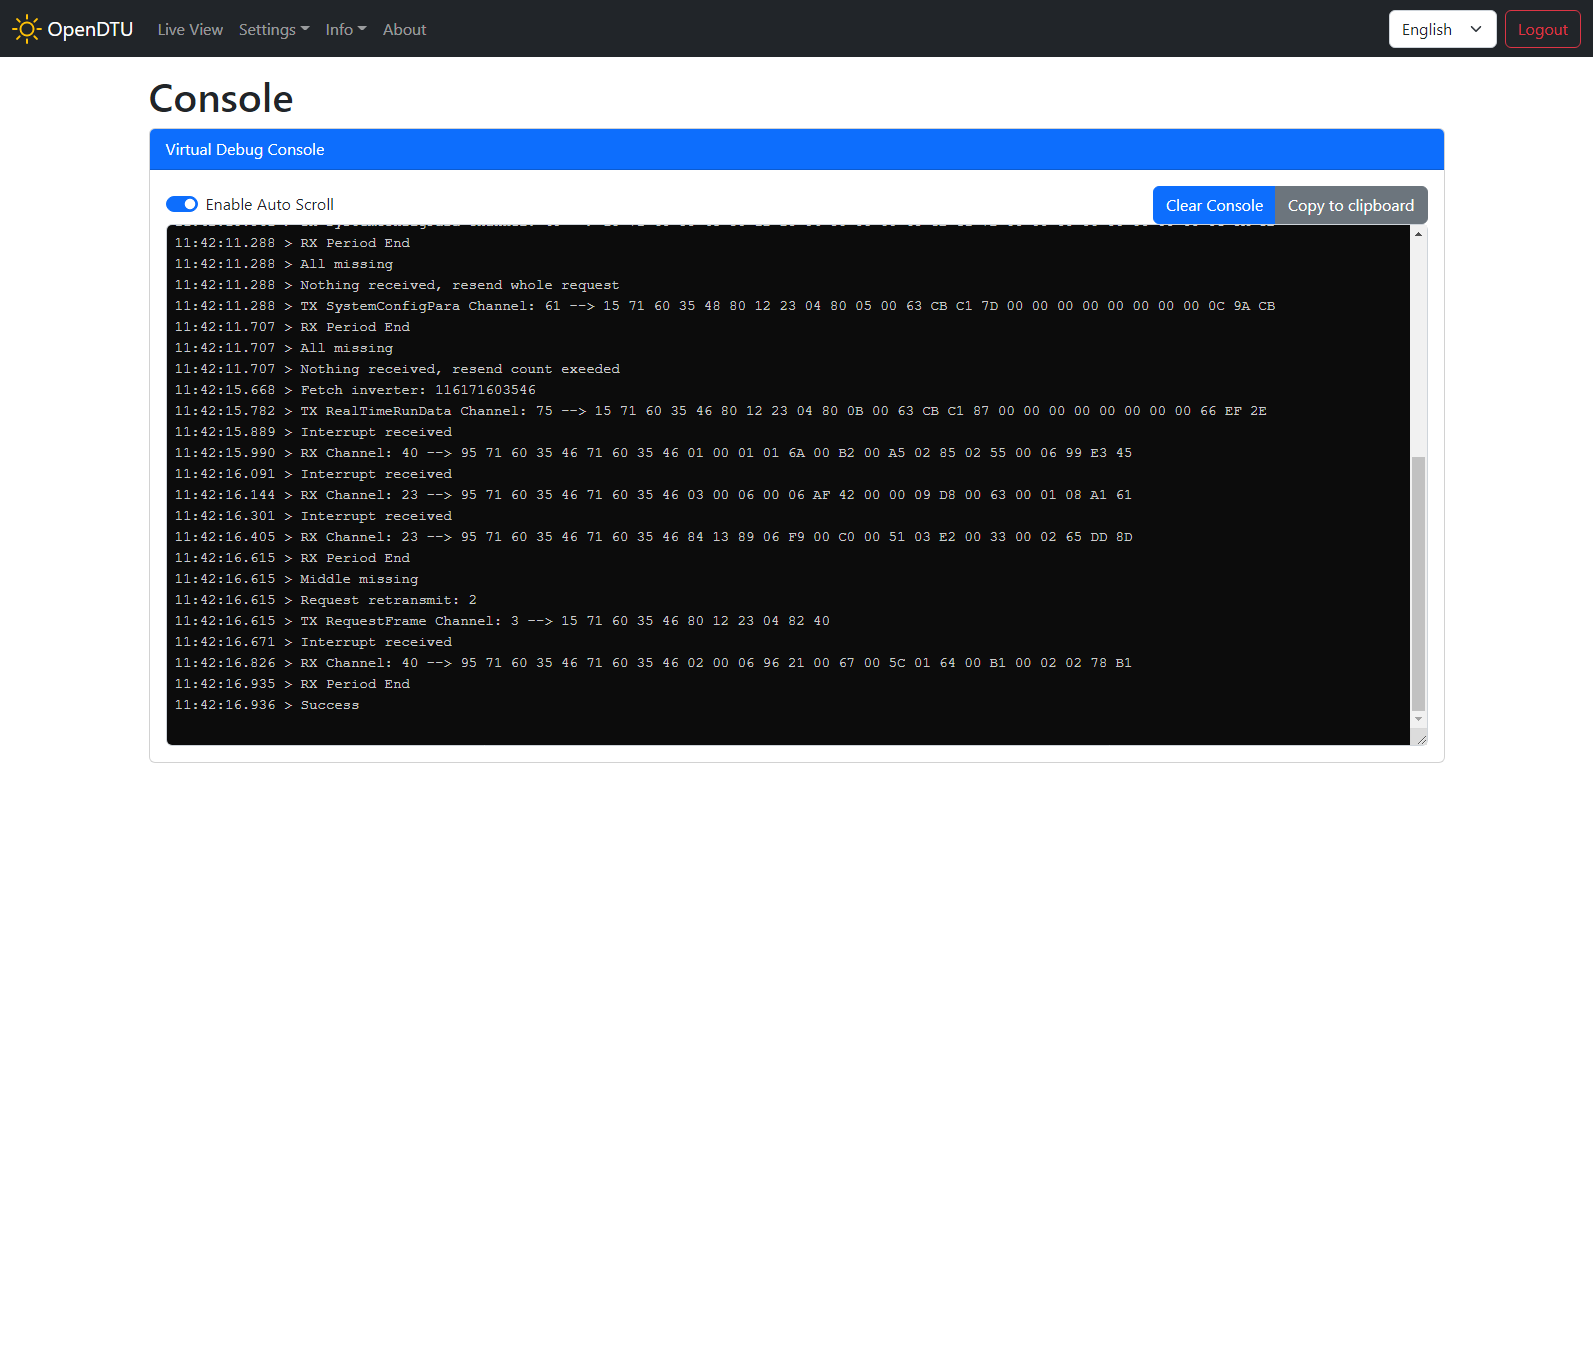 OpenDTU Live View Settings Info About English Logout
Console
Virtual Debug Console
Enable Auto Scroll Clear Console Copy to clipboard
11:42:11.288 > RX Period End
11:42:11.288 > All missing
11:42:11.288 > Nothing received, resend whole request
11:42:11.288 > TX SystemConfigPara Channel: 61 --> 15 71 60 35 48 80 12 23 04 80 05 00 63 CB C1 7D 00 00 00 00 00 00 00 00 0C 9A CB
11:42:11.707 > RX Period End
11:42:11.707 > All missing
11:42:11.707 > Nothing received, resend count exeeded
11:42:15.668 > Fetch inverter: 116171603546
11:42:15.782 > TX RealTimeRunData Channel: 75 --> 15 71 60 35 46 80 12 23 04 80 0B 00 63 CB C1 87 00 00 00 00 00 00 00 00 66 EF 2E
11:42:15.889 > Interrupt received
11:42:15.990 > RX Channel: 40 --> 95 71 60 35 46 71 60 35 46 01 00 01 01 6A 00 B2 00 A5 02 85 02 55 00 06 99 E3 45
11:42:16.091 > Interrupt received
11:42:16.144 > RX Channel: 23 --> 95 71 60 35 46 71 60 35 46 03 00 06 00 06 AF 42 00 00 09 D8 00 63 00 01 08 A1 61
11:42:16.301 > Interrupt received
11:42:16.405 > RX Channel: 23 --> 95 71 60 35 46 71 60 35 46 84 13 89 06 F9 00 C0 00 51 03 E2 00 33 00 02 65 DD 8D
11:42:16.615 > RX Period End
11:42:16.615 > Middle missing
11:42:16.615 > Request retransmit: 2
11:42:16.615 > TX RequestFrame Channel: 3 --> 15 71 60 35 46 80 12 23 04 82 40
11:42:16.671 > Interrupt received
11:42:16.826 > RX Channel: 40 --> 95 71 60 35 46 71 60 35 46 02 00 06 96 21 00 67 00 5C 01 64 00 B1 00 02 02 78 B1
11:42:16.935 > RX Period End
11:42:16.936 > Success